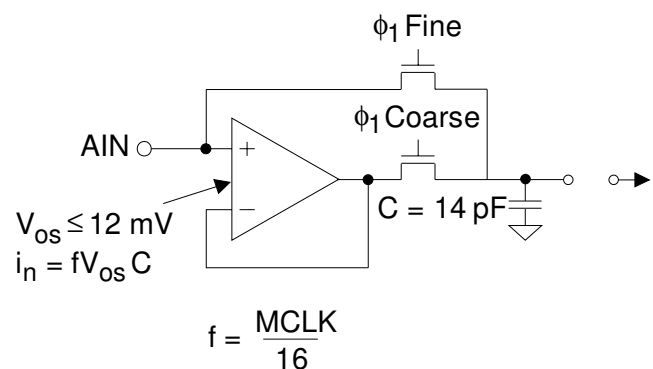 ϕ1 Fine
ϕ1 Coarse
AIN
+
−
Vos ≤ 12 mV
in = fVos C
C = 14 pF
f = MCLK
16